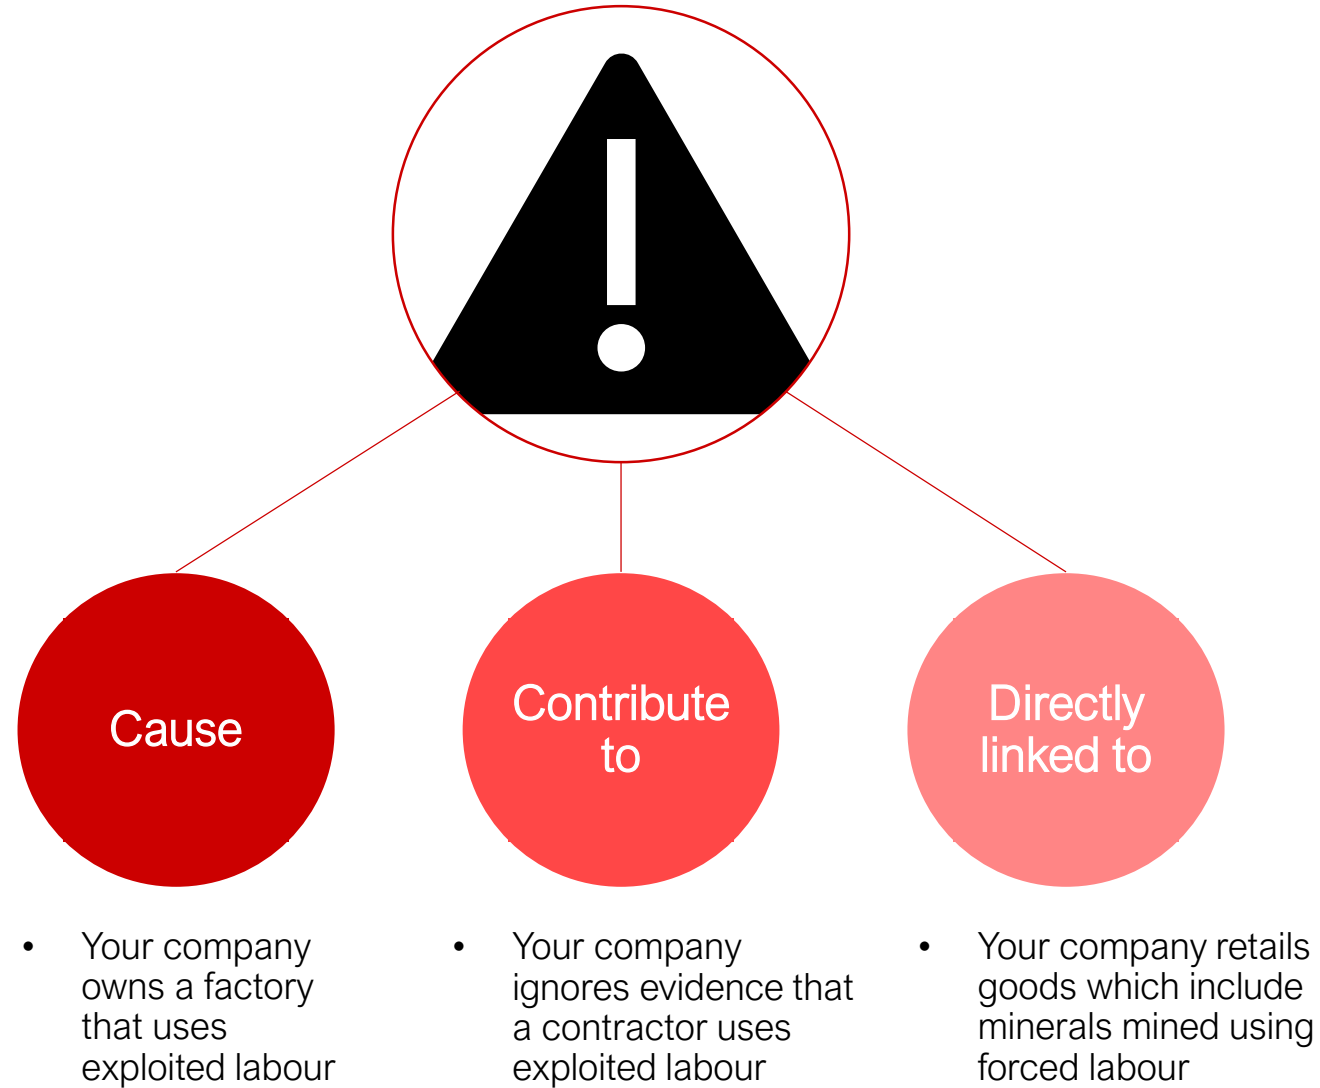 Cause
Contribute
to
Directly
linked to
• Your company
owns a factory
that uses
exploited labour
• Your company
ignores evidence that
a contractor uses
exploited labour
• Your company retails
goods which include
minerals mined using
forced labour